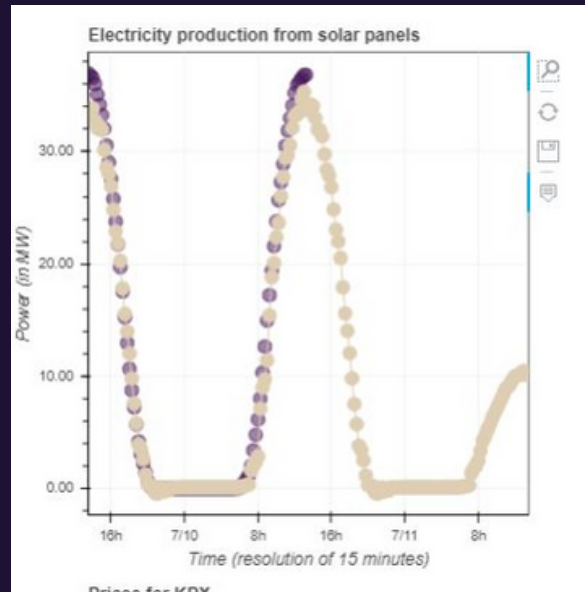 Electricity production from solar panels
30.00
20.00
10.00
0.00
Power (in MW)
16h 7/10 8h 16h 7/11 8h
Time (resolution of 15 minutes)
Prices for KPX